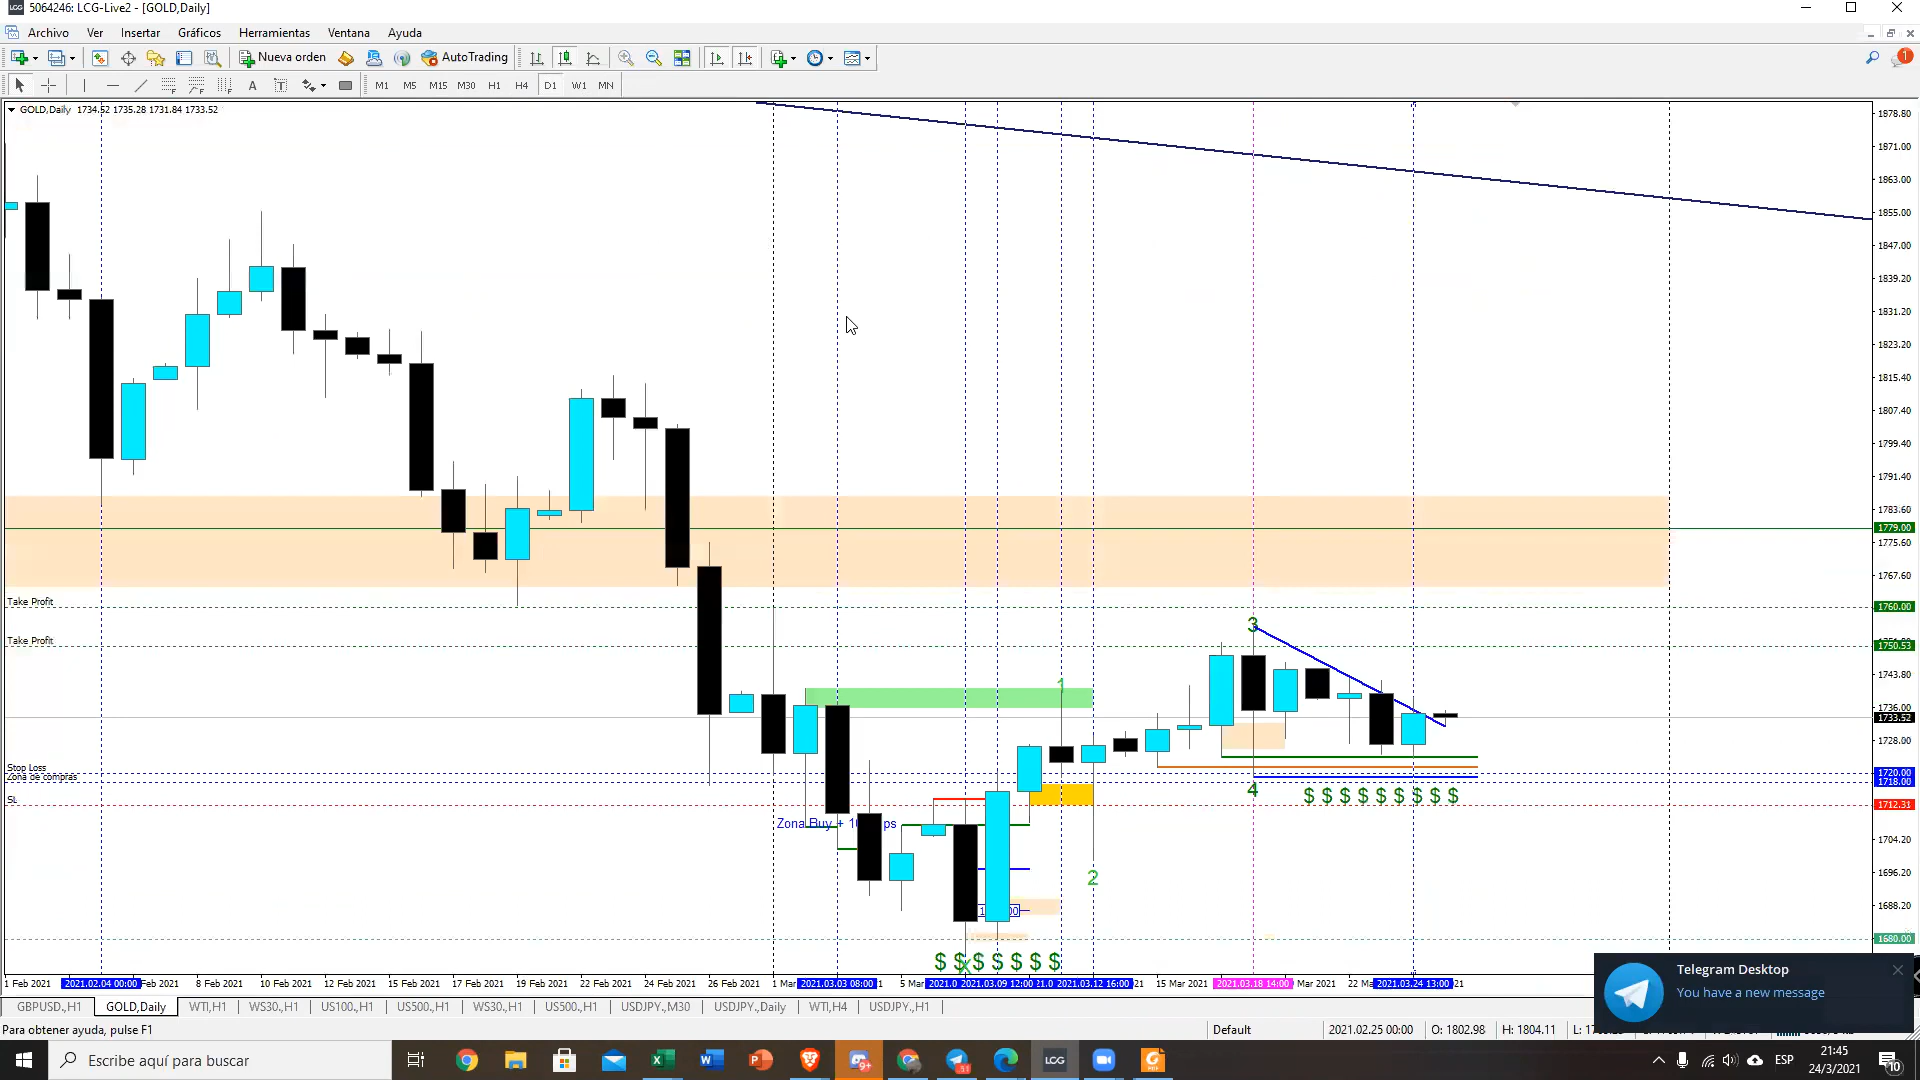 5064246: LCG-Live2 - [GOLD,Daily]
Archivo Ver Insertar Gráficos Herramientas Ventana Ayuda
Nueva orden AutoTrading
M1 M5 M15 M30 H1 H4 D1 W1 MN
GOLD,Daily 1734.52 1735.28 1731.84 1733.52
1978.80
1871.00
1863.00
1855.00
1847.00
1839.20
1831.20
1823.20
1815.40
1807.40
1799.40
1791.40
1783.60
1779.00
1775.60
1767.60
Take Profit 1760.00
3
Take Profit 1750.53
1743.80
1
1736.00
1733.52
1728.00
Stop Loss 1720.00
Zona de compras 1718.00
4 $ $ $ $ $ $ $ $ $
SL 1712.31
Zona Buy + 1
1704.20
2 1696.20
1688.20
1680.00
$ $ $ $ $ $ $
1 Feb 2021 2021.02.04 00:00 Feb 2021 8 Feb 2021 10 Feb 2021 12 Feb 2021 15 Feb 2021 17 Feb 2021 19 Feb 2021 22 Feb 2021 24 Feb 2021 26 Feb 2021 1 Mar 2021.03.03 08:00 5 Mar 2021.03.09 12:00 2021.03.12 16:00 15 Mar 2021 2021.03.18 14:00 Mar 2021 2021.03.24 13:00
Telegram Desktop
You have a new message
GBPUSD.,H1 GOLD,Daily WTI,H1 WS30.,H1 US100.,H1 US500.,H1 WS30.,H1 US500.,H1 USDJPY.,M30 USDJPY.,Daily WTI,H4 USDJPY.,H1
Para obtener ayuda, pulse F1 Default 2021.02.25 00:00 O: 1802.98 H: 1804.11
Escribe aquí para buscar
ESP
21:45
24/3/2021